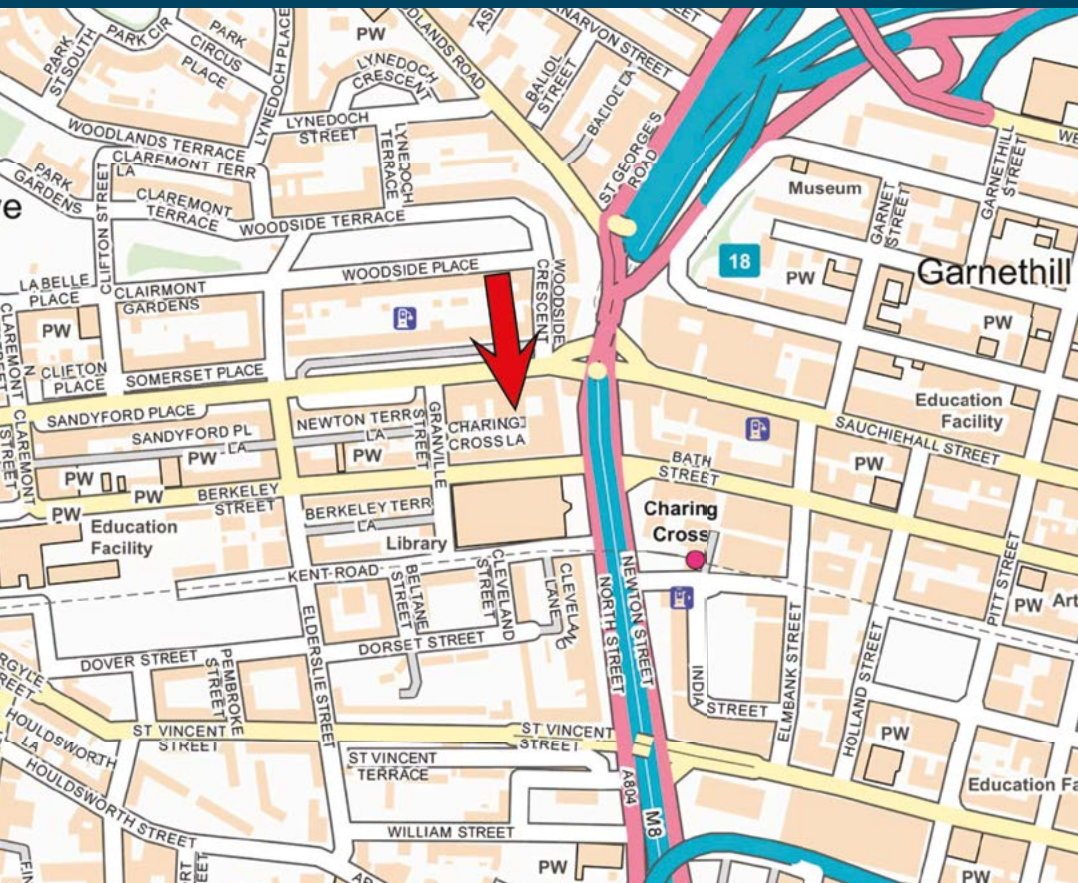 PARK
ST SOUTH
PARK CIR
PARK
CIRCUS
PLACE
LYNEDOCH PLACE
PW
LYNEDOCH
CRESCENT
WOODLANDS TERRACE
LYNEDOCH
STREET
LYNEDOCH
TERRACE
BALIOL
STREET
BALIOL LA
ST GEORGE'S
ROAD
GARNETHILL
STREET
CLAREMONT TERR
LA
PARK
GARDENS
CLIFTON STREET
CLAREMONT
TERRACE
WOODSIDE TERRACE
Museum
GARNET
STREET
18
PW
Garnethill
LA BELLE
PLACE
CLAIRMONT
GARDENS
WOODSIDE PLACE
WOODSIDE
CRESCENT
PW
PW
CLAREMONT
STREET
N
CLIFTON
PLACE
SOMERSET PLACE
Education
Facility
SAUCHIEHALL STREET
SANDYFORD PLACE
NEWTON TERR
LA
GRANVILLE
STREET
CHARING
CROSS LA
SANDYFORD PL
LA
CLAREMONT
STREET
PW
PW
PW
PW
PW
BATH
STREET
PW
BERKELEY
STREET
BERKELEY TERR
LA
Education
Facility
Library
Charing
Cross
KENT ROAD
BELTANE
STREET
CLEVELAND
STREET
LANE
NORTH STREET
NEWTON STREET
PITT STREET
PW
Art
DOVER STREET
PEMBROKE
STREET
ELDERSLIE STREET
DORSET STREET
INDIA
STREET
ELMBANK STREET
HOLLAND STREET
HOULDSWORTH
LA
ST VINCENT
STREET
ST VINCENT
STREET
PW
ST VINCENT
TERRACE
HOULDSWORTH STREET
A804
M8
WILLIAM STREET
PW
PW